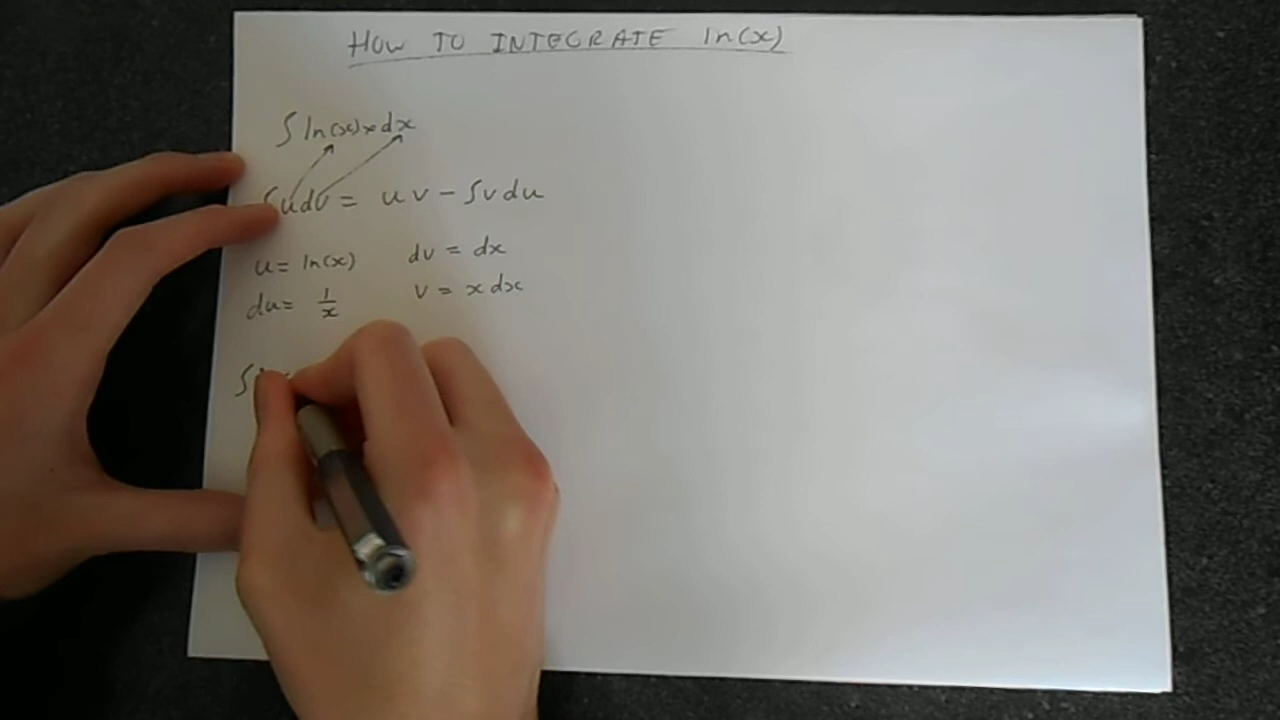 HOW TO INTEGRATE ln(x)
∫ ln(x) × dx
∫udv = uv - ∫vdu
u = ln(x) dv = dx
du = 1/x v = x dx
∫